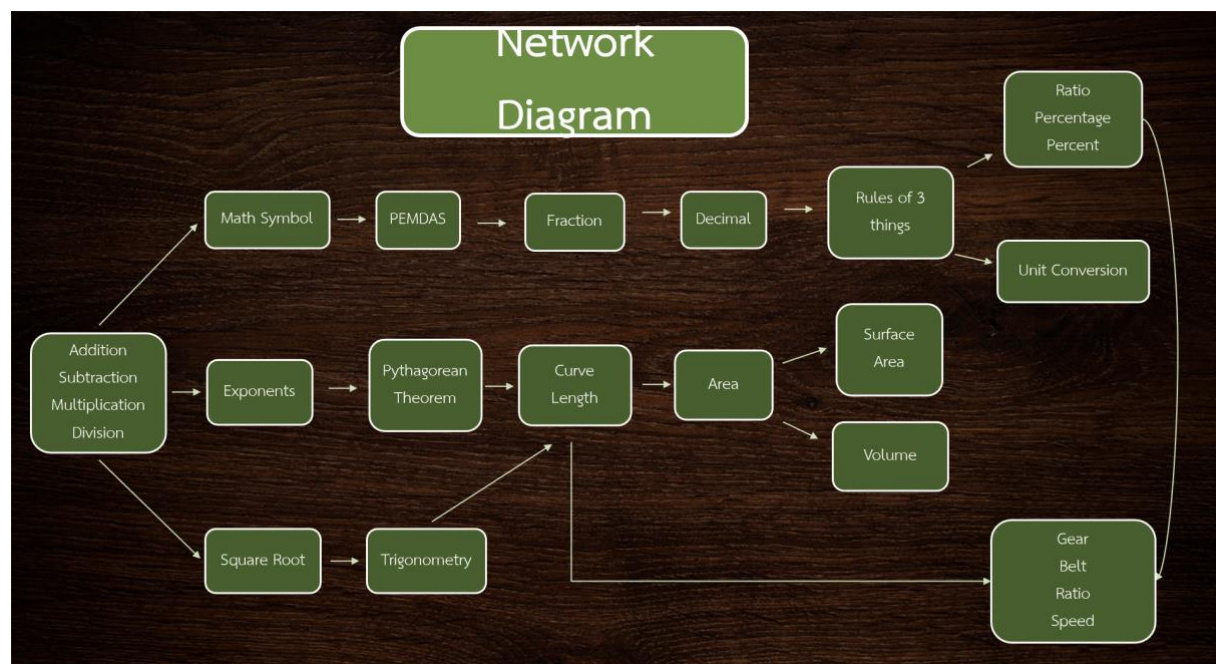 Network
Diagram
Ratio
Percentage
Percent
Math Symbol
PEMDAS
Fraction
Decimal
Rules of 3
things
Unit Conversion
Addition
Subtraction
Multiplication
Division
Exponents
Pythagorean
Theorem
Curve
Length
Area
Surface
Area
Volume
Square Root
Trigonometry
Gear
Belt
Ratio
Speed